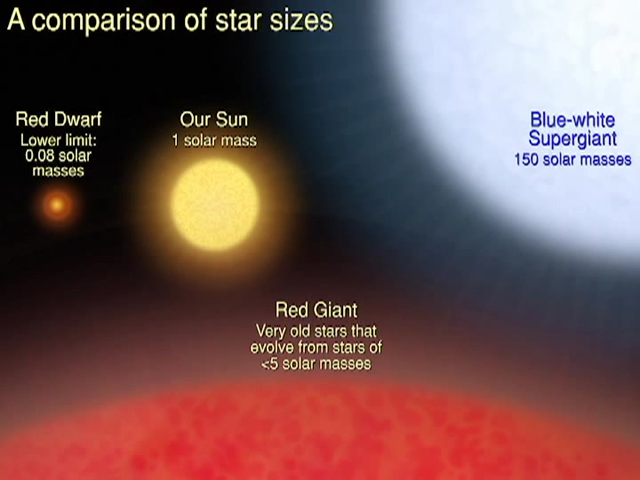 A comparison of star sizes
Red Dwarf
Lower limit:
0.08 solar
masses
Our Sun
1 solar mass
Blue-white
Supergiant
150 solar masses
Red Giant
Very old stars that
evolve from stars of
<5 solar masses